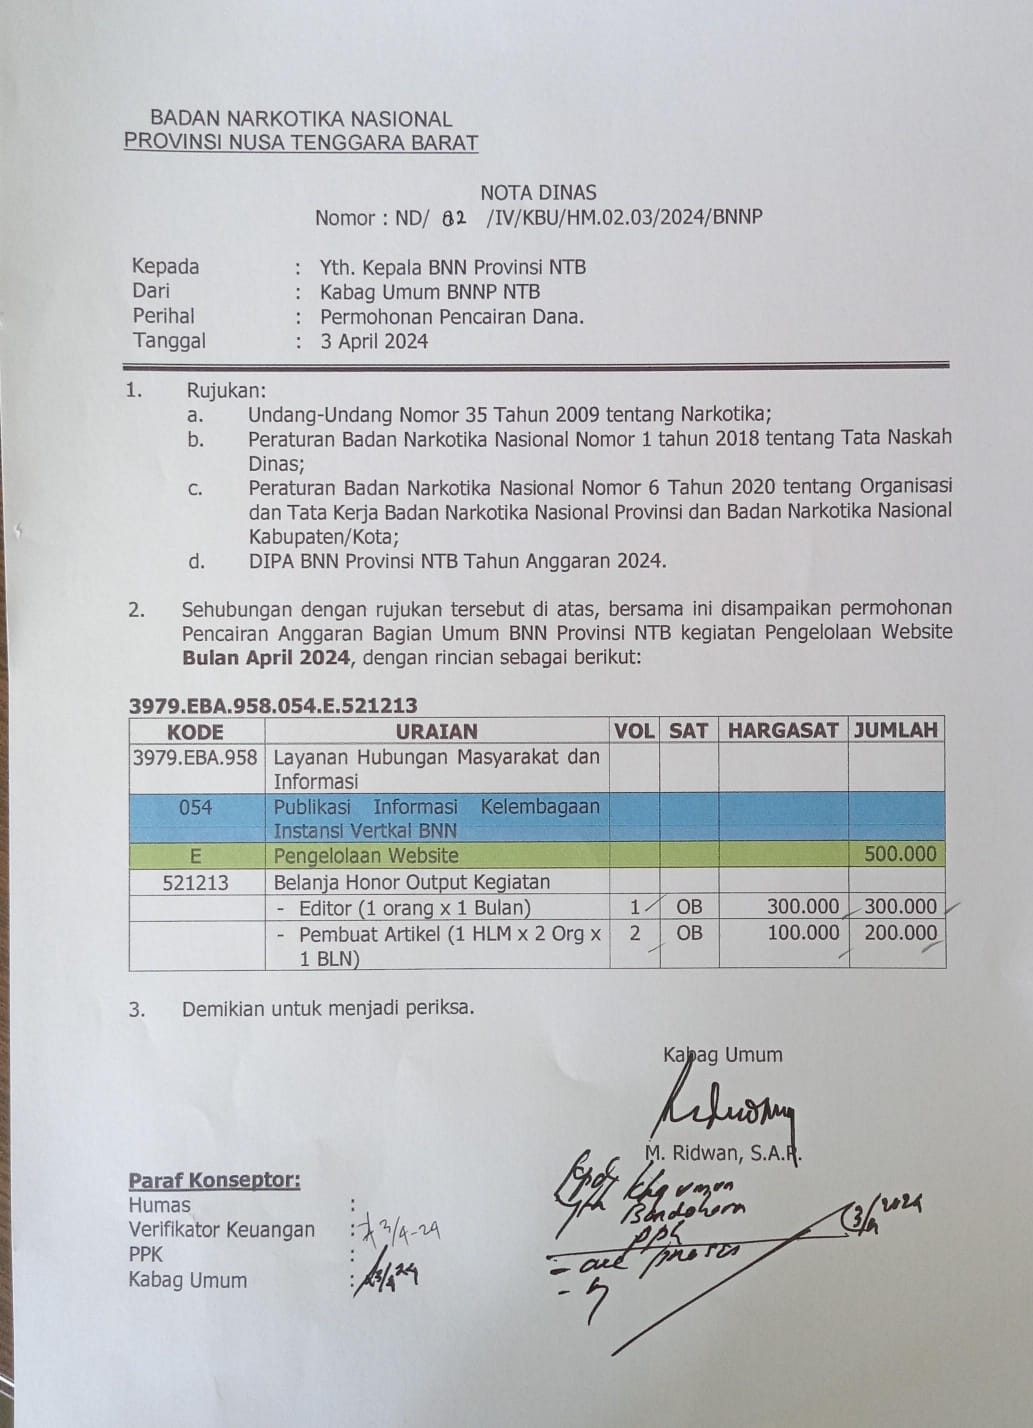 BADAN NARKOTIKA NASIONAL
PROVINSI NUSA TENGGARA BARAT
NOTA DINAS
Nomor : ND/ 82 /IV/KBU/HM.02.03/2024/BNNP
Kepada : Yth. Kepala BNN Provinsi NTB
Dari : Kabag Umum BNNP NTB
Perihal : Permohonan Pencairan Dana.
Tanggal : 3 April 2024
1. Rujukan:
a. Undang-Undang Nomor 35 Tahun 2009 tentang Narkotika;
b. Peraturan Badan Narkotika Nasional Nomor 1 tahun 2018 tentang Tata Naskah
Dinas;
c. Peraturan Badan Narkotika Nasional Nomor 6 Tahun 2020 tentang Organisasi
dan Tata Kerja Badan Narkotika Nasional Provinsi dan Badan Narkotika Nasional
Kabupaten/Kota;
d. DIPA BNN Provinsi NTB Tahun Anggaran 2024.
2. Sehubungan dengan rujukan tersebut di atas, bersama ini disampaikan permohonan
Pencairan Anggaran Bagian Umum BNN Provinsi NTB kegiatan Pengelolaan Website
Bulan April 2024, dengan rincian sebagai berikut:
3979.EBA.958.054.E.521213
KODE URAIAN VOL SAT HARGASAT JUMLAH
3979.EBA.958 Layanan Hubungan Masyarakat dan
Informasi
054 Publikasi Informasi Kelembagaan
Instansi Vertkal BNN
E Pengelolaan Website 500.000
521213 Belanja Honor Output Kegiatan
- Editor (1 orang x 1 Bulan) 1 OB 300.000 300.000
- Pembuat Artikel (1 HLM x 2 Org x 2 OB 100.000 200.000
1 BLN)
3. Demikian untuk menjadi periksa.
Kabag Umum
M. Ridwan, S.A.P.
Paraf Konseptor:
Humas :
Verifikator Keuangan : 3/4-24
PPK :
Kabag Umum : 3/4 24
Bendahara
PPK
- acc proses
3/4 2024